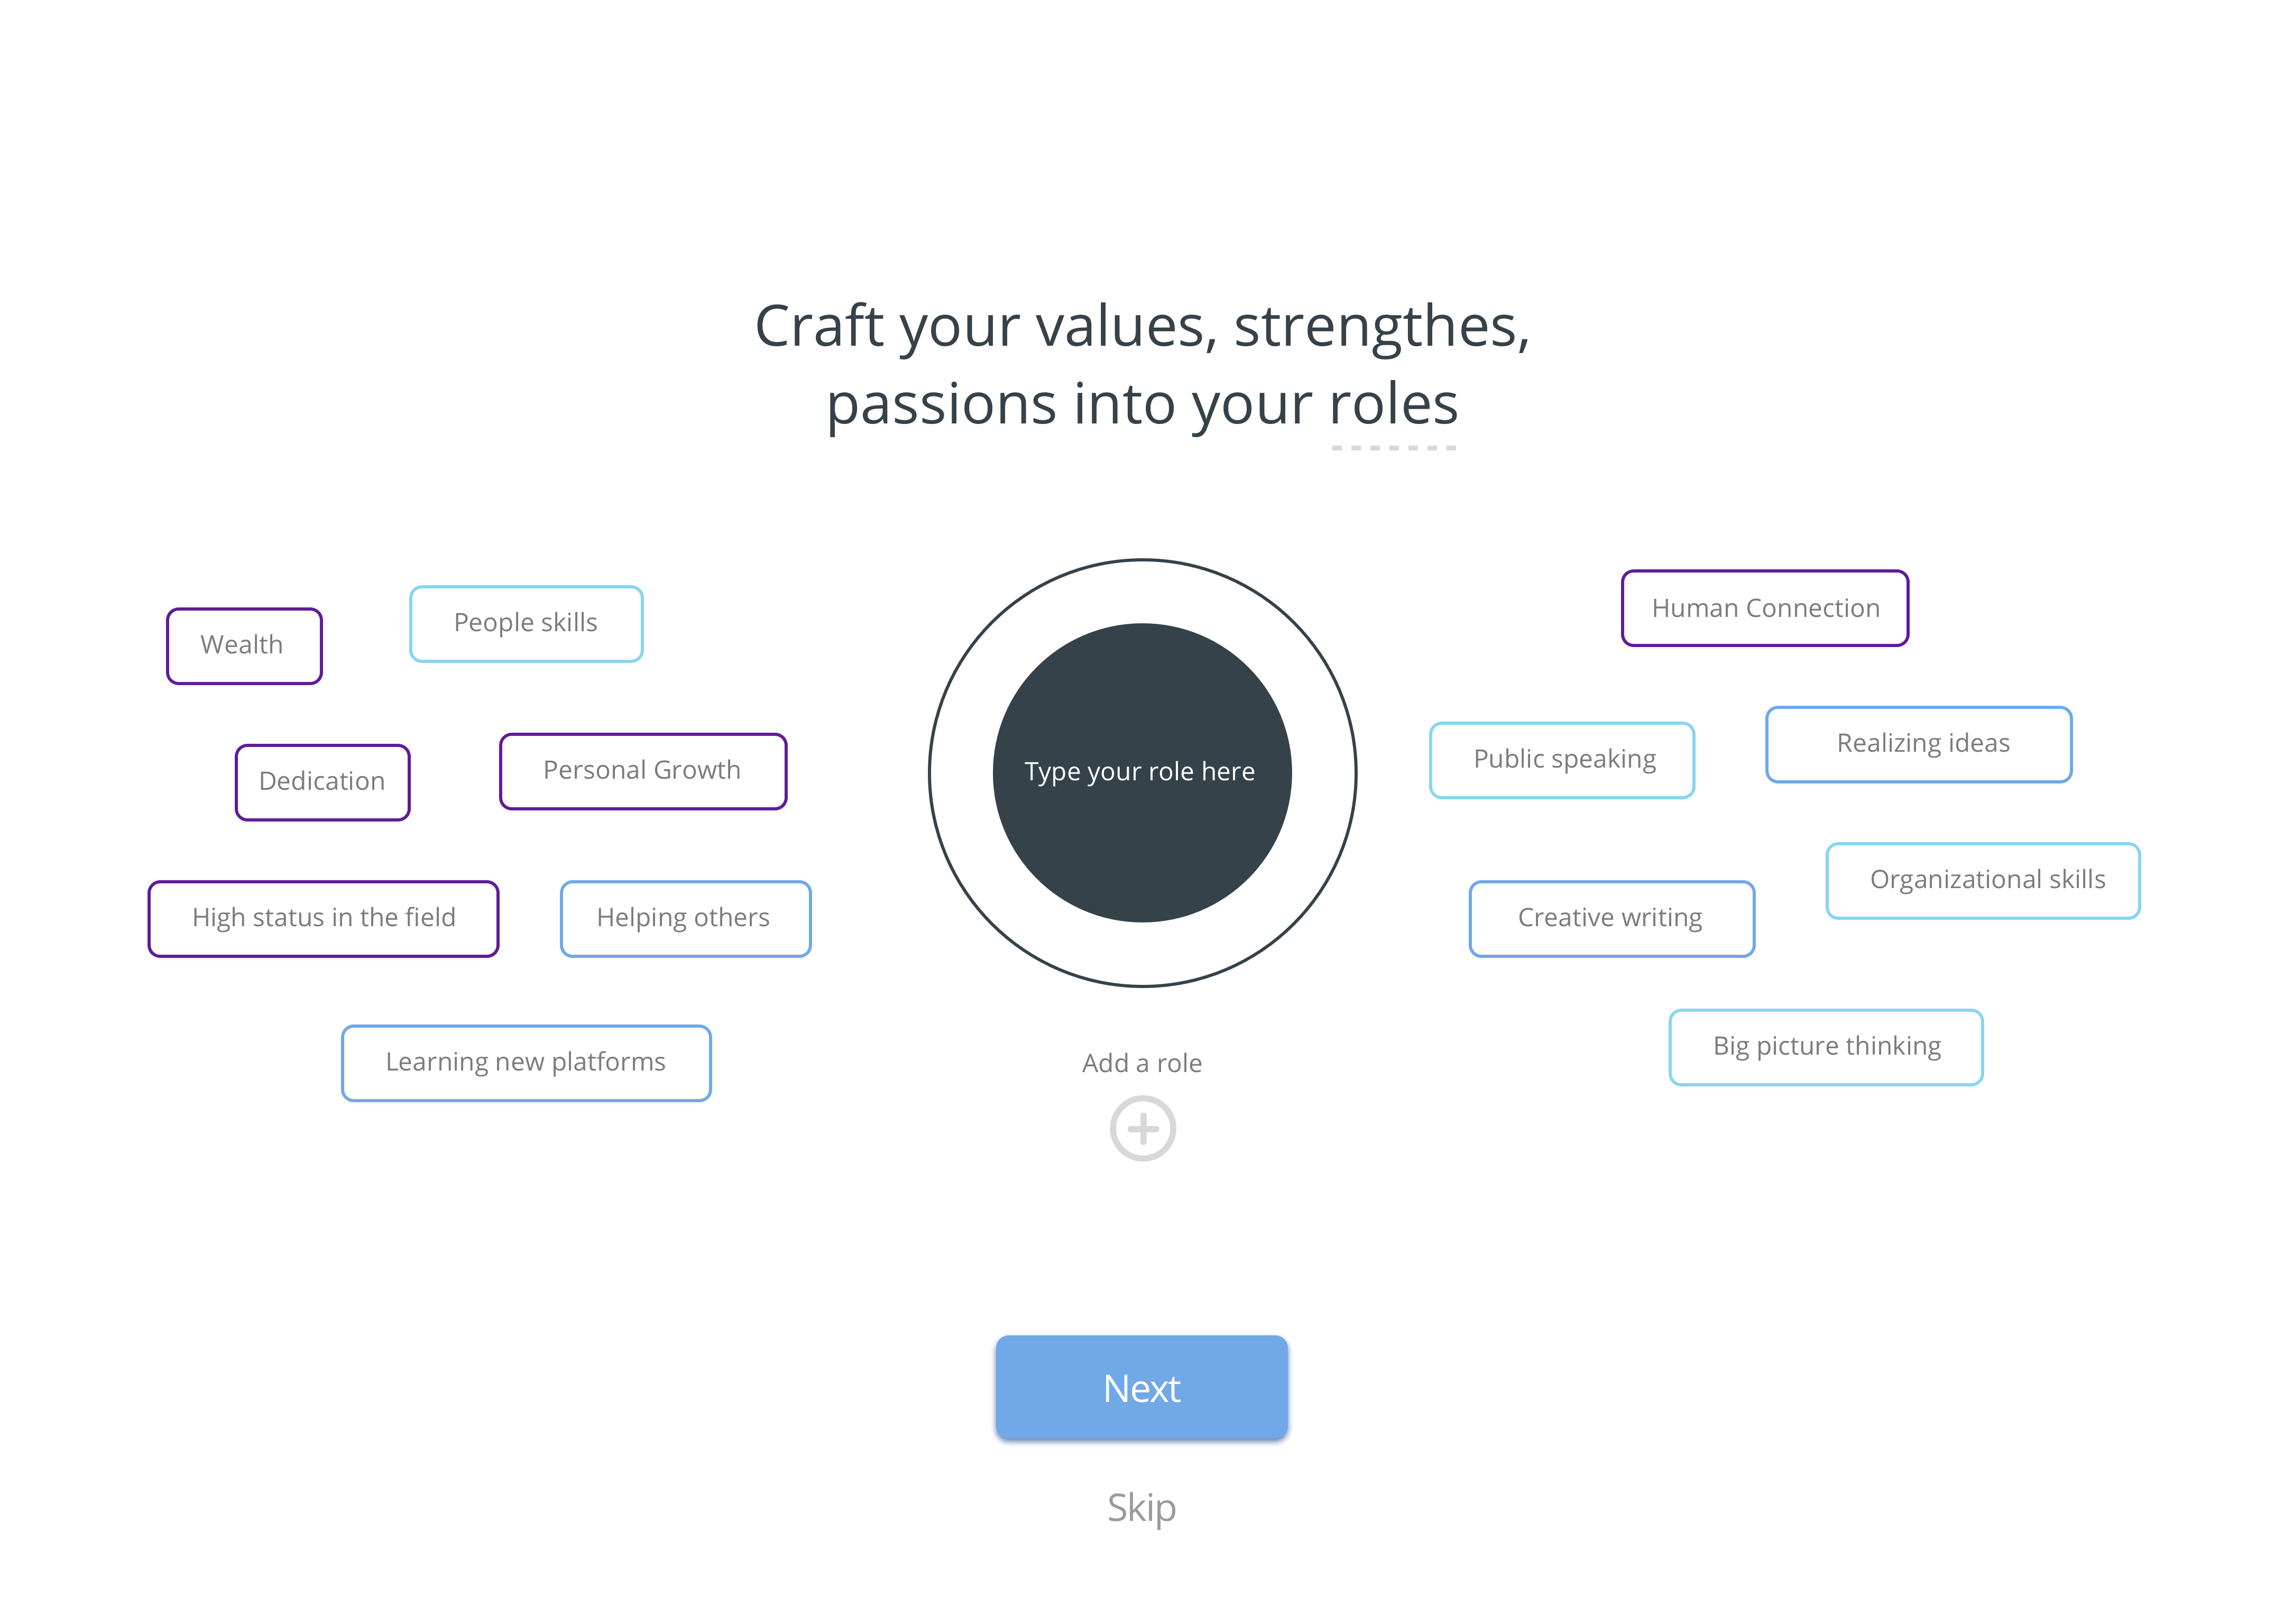 Craft your values, strengthes,
passions into your roles
Wealth
People skills
Dedication
Personal Growth
High status in the field
Helping others
Learning new platforms
Type your role here
Add a role
Human Connection
Public speaking
Realizing ideas
Creative writing
Organizational skills
Big picture thinking
Next
Skip